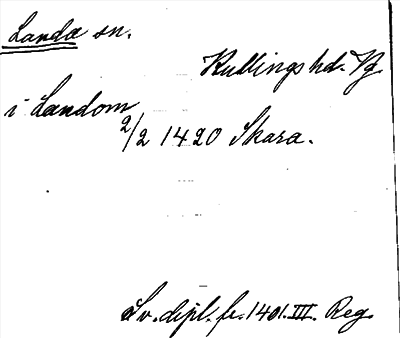 Landa sn.
Kullings hd. Vg
i Landom
2/2 1420 Skara.
Sv. dipl. fr. 1401. III. Reg.